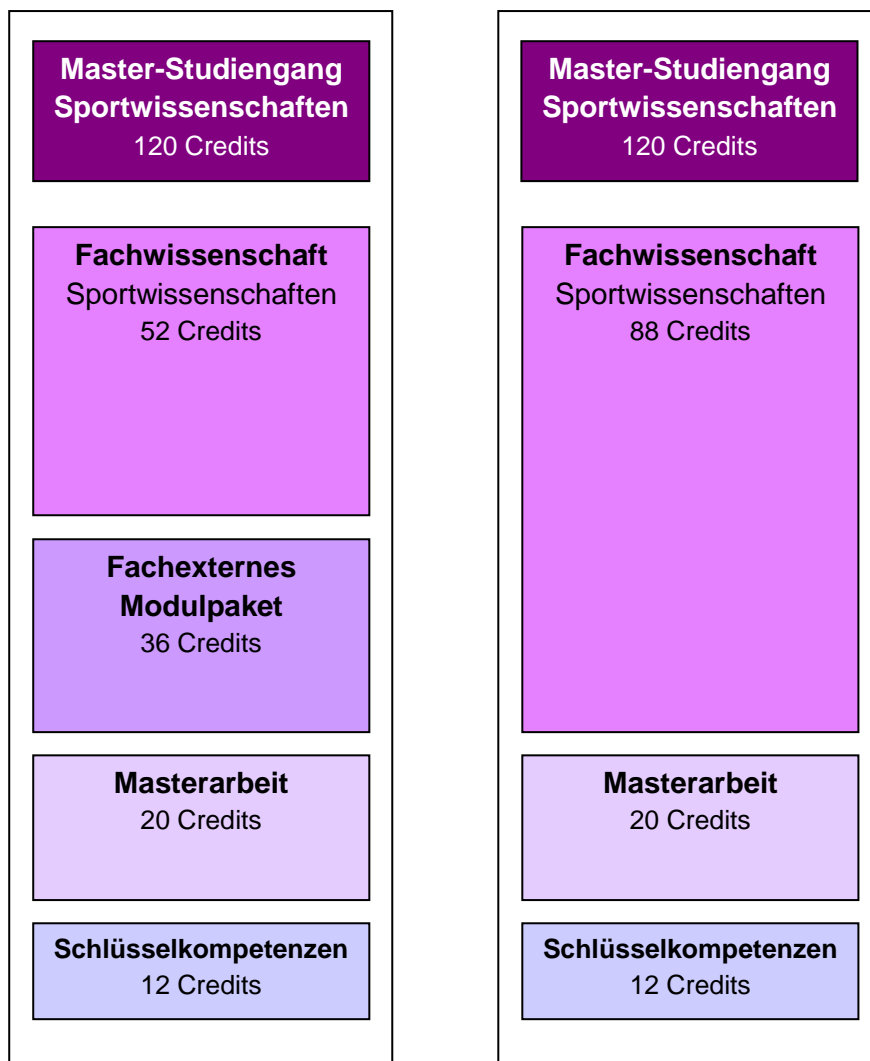 Master-Studiengang
Sportwissenschaften
120 Credits
Fachwissenschaft
Sportwissenschaften
52 Credits
Fachexternes
Modulpaket
36 Credits
Masterarbeit
20 Credits
Schlüsselkompetenzen
12 Credits
Master-Studiengang
Sportwissenschaften
120 Credits
Fachwissenschaft
Sportwissenschaften
88 Credits
Masterarbeit
20 Credits
Schlüsselkompetenzen
12 Credits